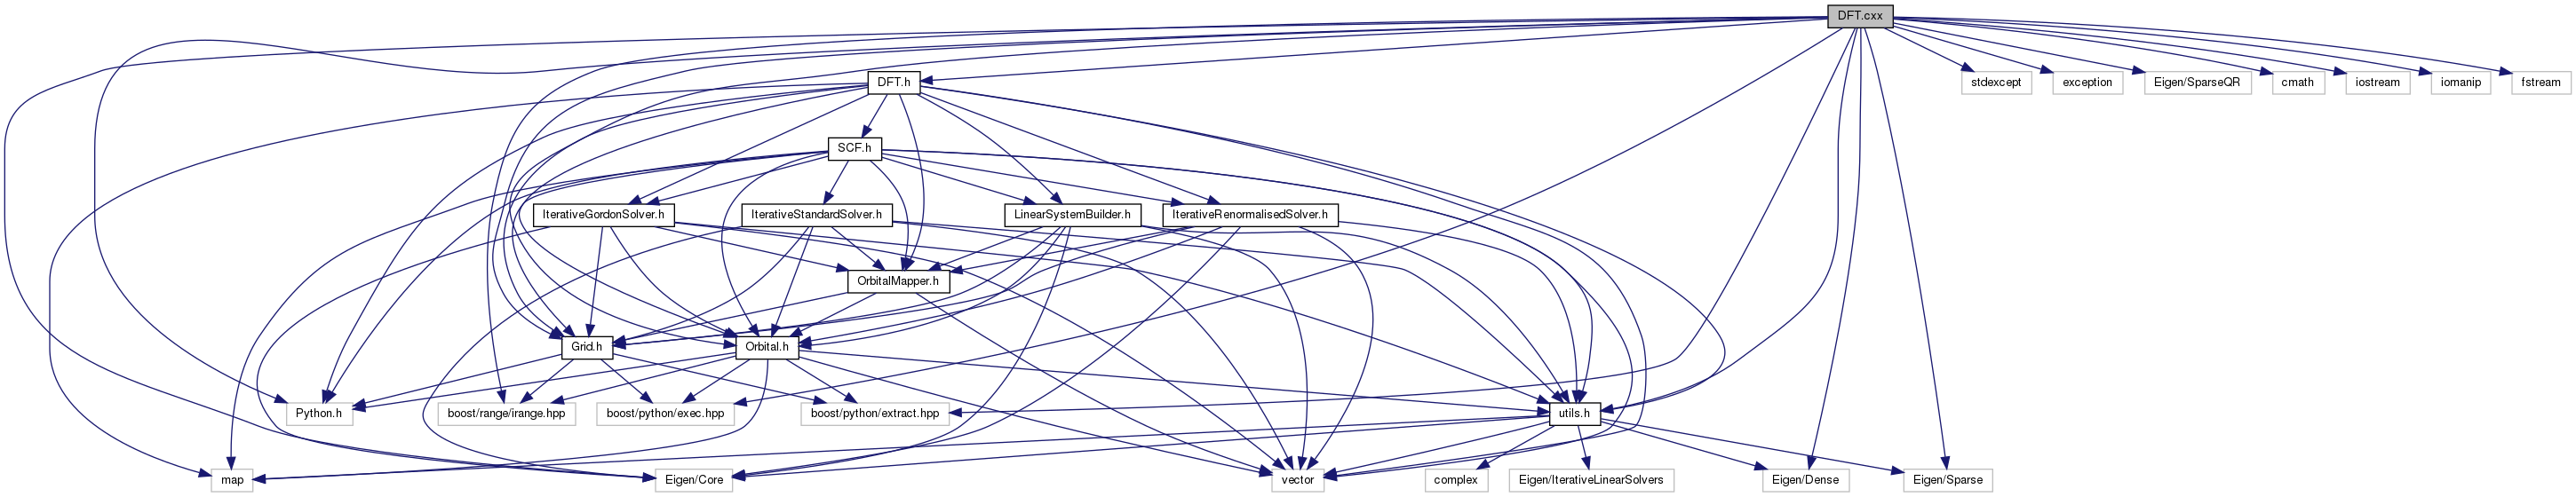 DFT.cxx
DFT.h
stdexcept
exception
Eigen/SparseQR
cmath
iostream
iomanip
fstream
SCF.h
IterativeGordonSolver.h
IterativeStandardSolver.h
LinearSystemBuilder.h
IterativeRenormalisedSolver.h
OrbitalMapper.h
Grid.h
Orbital.h
Python.h
boost/range/irange.hpp
boost/python/exec.hpp
boost/python/extract.hpp
utils.h
map
Eigen/Core
vector
complex
Eigen/IterativeLinearSolvers
Eigen/Dense
Eigen/Sparse